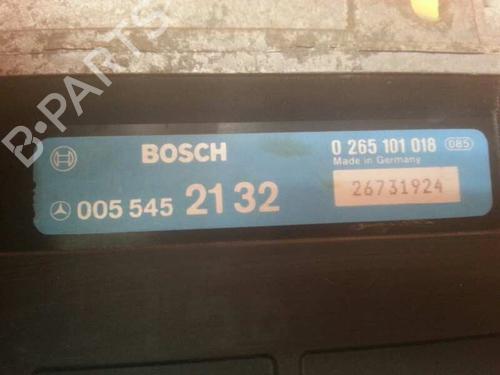 BOSCH
0 265 101 018 085
Made in Germany
005 545 21 32
26731924
B-PARTS